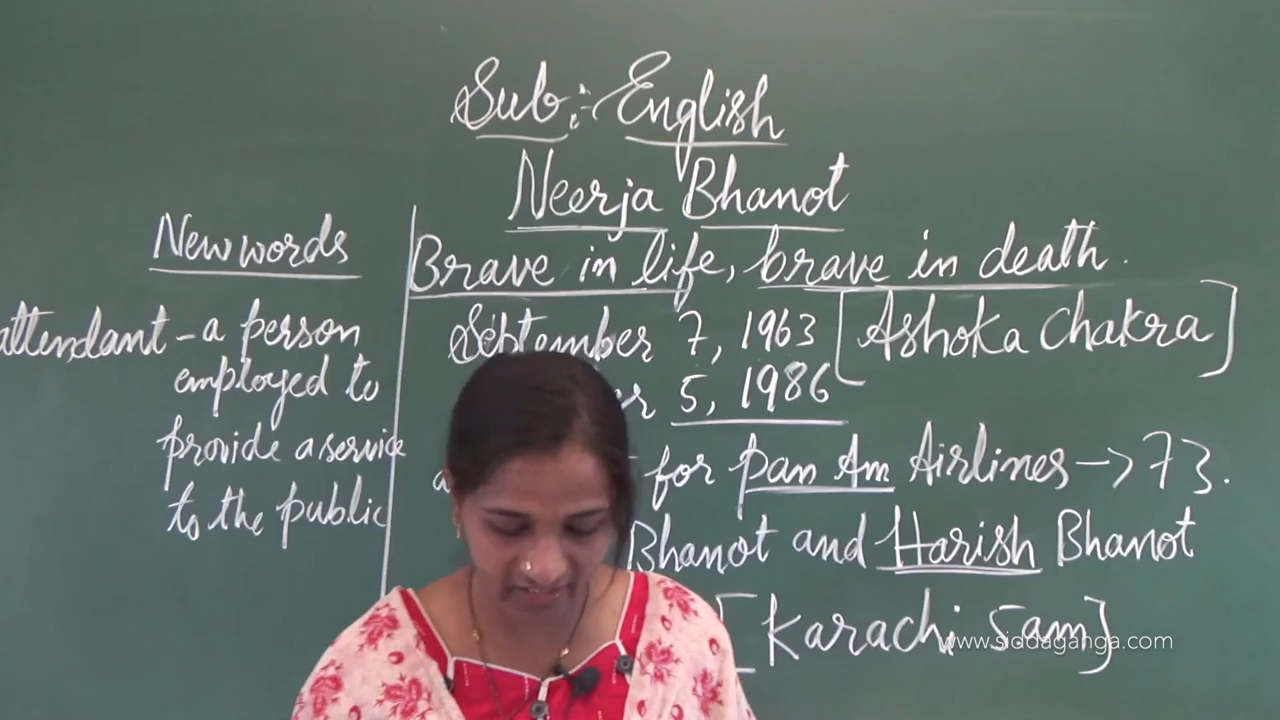 Sub:- English
Neerja Bhanot
New words
attendant - a person
employed to
provide a service
to the public
Brave in life, brave in death.
September 7, 1963 [Ashoka Chakra]
5, 1986
for pan Am Airlines -> 73.
Bhanot and Harish Bhanot
[Karachi 5am]
www.siddaganga.com